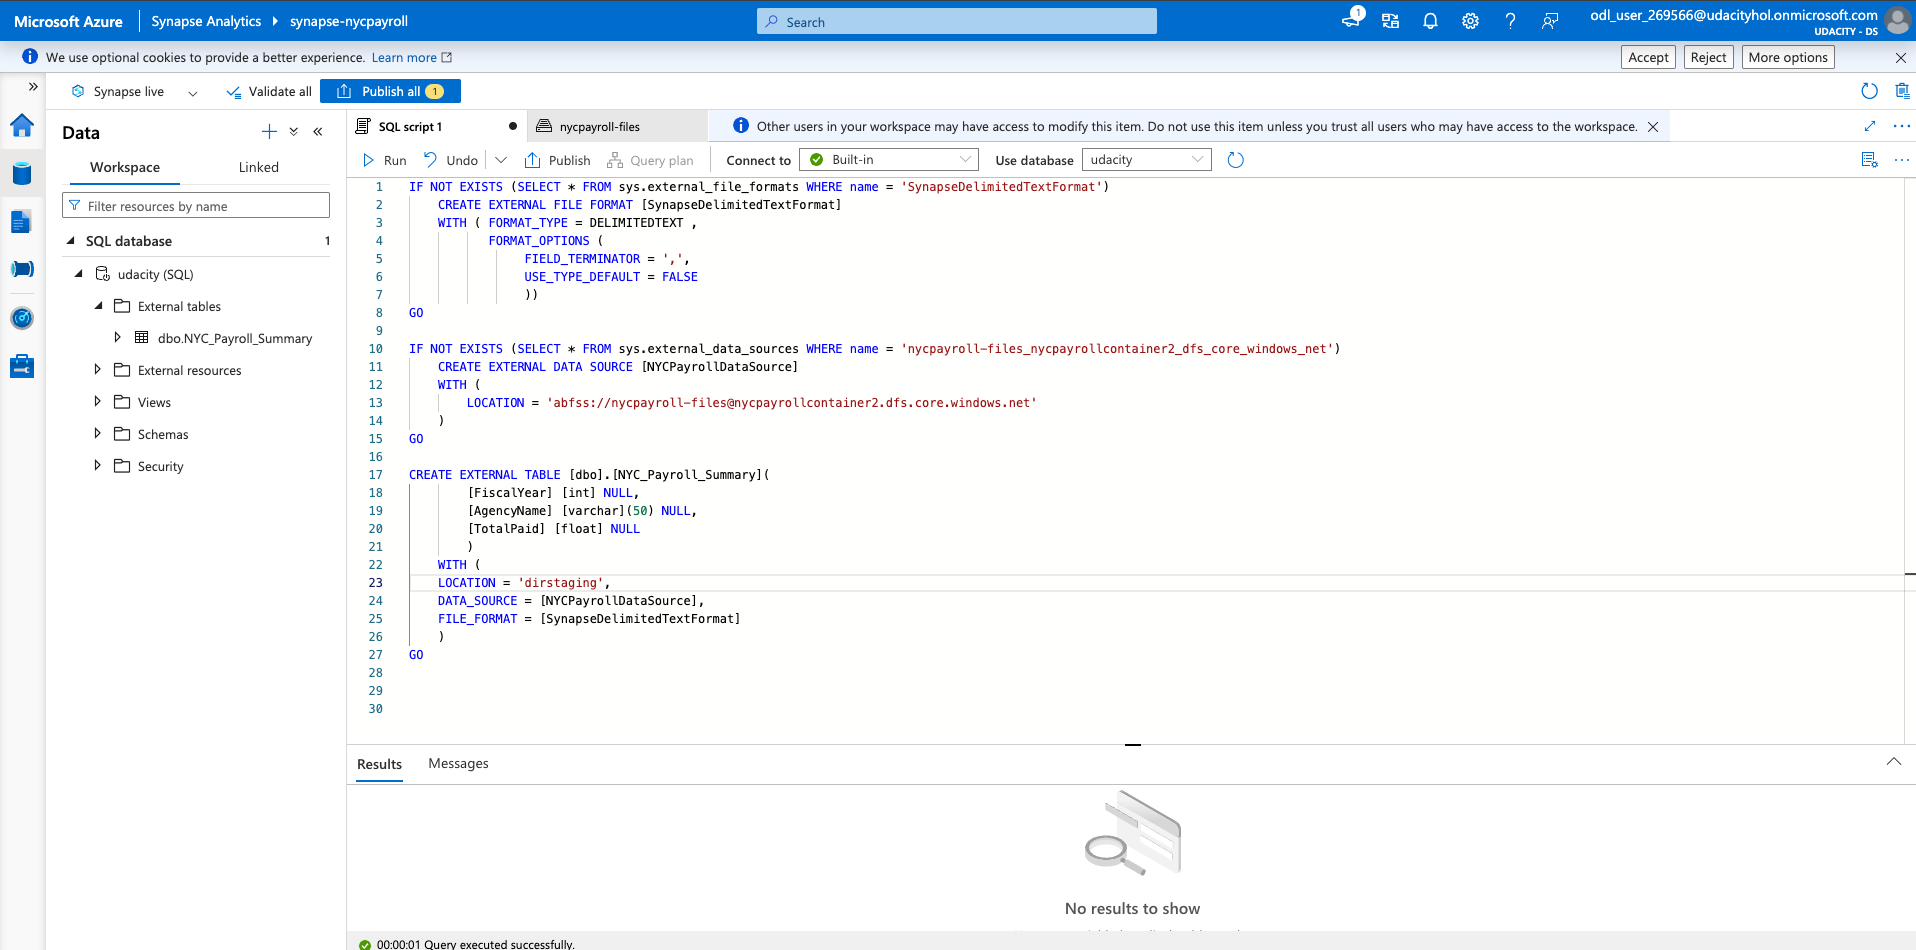 Microsoft Azure
Synapse Analytics
synapse-nycpayroll
Search
1
odl_user_269566@udacityhol.onmicrosoft.com
UDACITY - DS
We use optional cookies to provide a better experience. Learn more
Accept
Reject
More options
Synapse live
Validate all
Publish all 1
Data
Workspace
Linked
Filter resources by name
SQL database 1
udacity (SQL)
External tables
dbo.NYC_Payroll_Summary
External resources
Views
Schemas
Security
SQL script 1
nycpayroll-files
Other users in your workspace may have access to modify this item. Do not use this item unless you trust all users who may have access to the workspace.
Run
Undo
Publish
Query plan
Connect to
Built-in
Use database
udacity
1 IF NOT EXISTS (SELECT * FROM sys.external_file_formats WHERE name = 'SynapseDelimitedTextFormat')
2 CREATE EXTERNAL FILE FORMAT [SynapseDelimitedTextFormat]
3 WITH ( FORMAT_TYPE = DELIMITEDTEXT ,
4 FORMAT_OPTIONS (
5 FIELD_TERMINATOR = ',',
6 USE_TYPE_DEFAULT = FALSE
7 ))
8 GO
9
10 IF NOT EXISTS (SELECT * FROM sys.external_data_sources WHERE name = 'nycpayroll-files_nycpayrollcontainer2_dfs_core_windows_net')
11 CREATE EXTERNAL DATA SOURCE [NYCPayrollDataSource]
12 WITH (
13 LOCATION = 'abfss://nycpayroll-files@nycpayrollcontainer2.dfs.core.windows.net'
14 )
15 GO
16
17 CREATE EXTERNAL TABLE [dbo].[NYC_Payroll_Summary](
18 [FiscalYear] [int] NULL,
19 [AgencyName] [varchar](50) NULL,
20 [TotalPaid] [float] NULL
21 )
22 WITH (
23 LOCATION = 'dirstaging',
24 DATA_SOURCE = [NYCPayrollDataSource],
25 FILE_FORMAT = [SynapseDelimitedTextFormat]
26 )
27 GO
28
29
30
Results
Messages
No results to show
00:00:01 Query executed successfully.